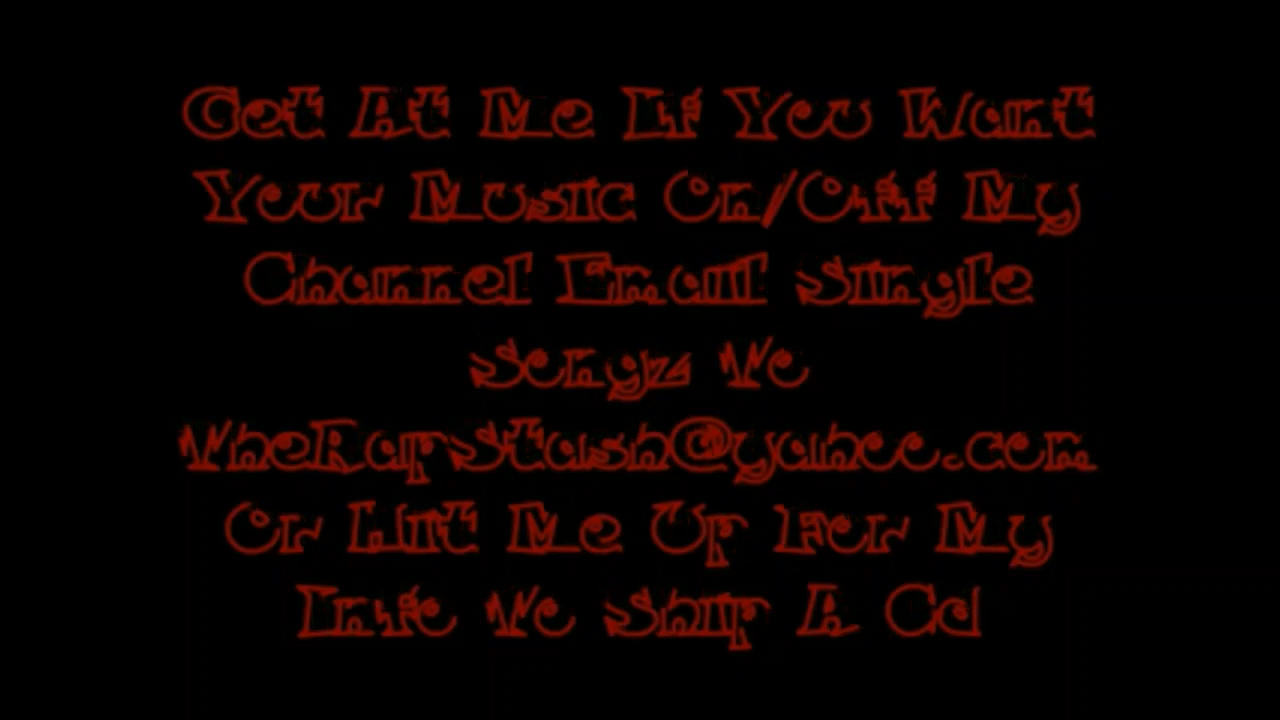 Get At Me If You Want
Your Music On/Off My
Channel Email Single
Songz To
TheRapStash@yahoo.com
Or Hit Me Up For My
Info To Ship A Cd